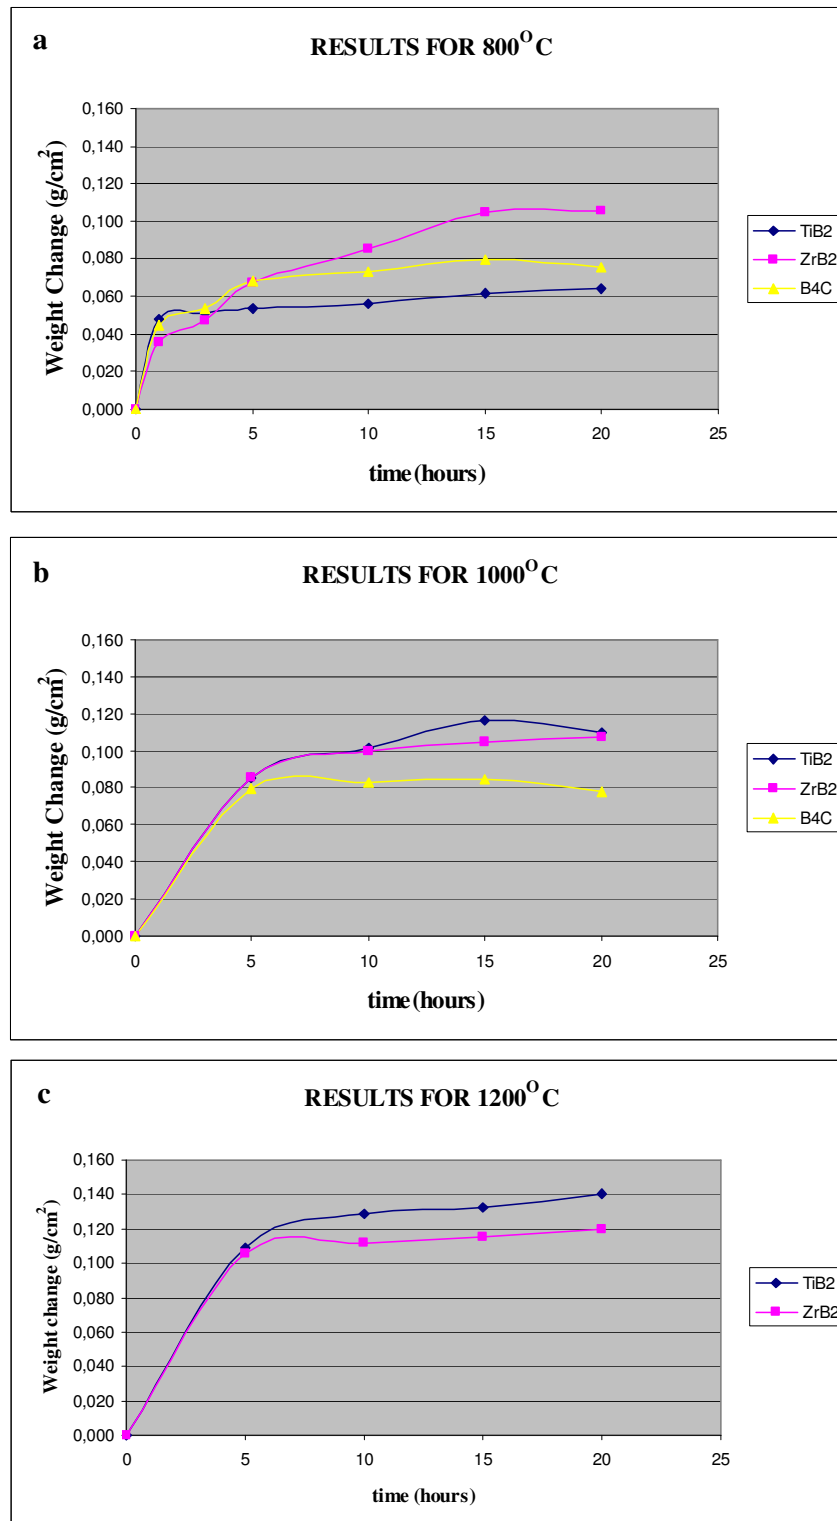 a
RESULTS FOR 800OC
0,160
0,140
0,120
0,100
0,080
0,060
0,040
0,020
0,000
Weight Change (g/cm2)
0 5 10 15 20 25
time (hours)
TiB2
ZrB2
B4C
b
RESULTS FOR 1000OC
0,160
0,140
0,120
0,100
0,080
0,060
0,040
0,020
0,000
Weight Change (g/cm2)
0 5 10 15 20 25
time (hours)
TiB2
ZrB2
B4C
c
RESULTS FOR 1200OC
0,160
0,140
0,120
0,100
0,080
0,060
0,040
0,020
0,000
Weight change (g/cm2)
0 5 10 15 20 25
time (hours)
TiB2
ZrB2